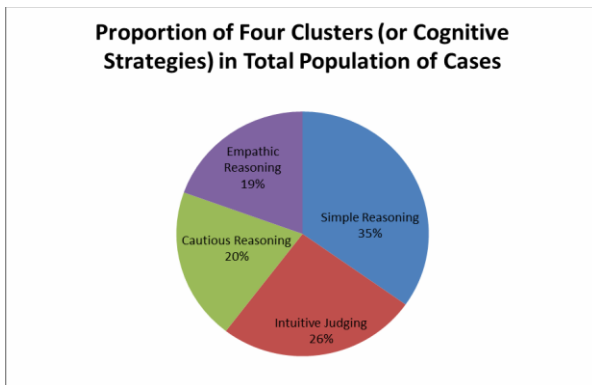 Proportion of Four Clusters (or Cognitive
Strategies) in Total Population of Cases
Empathic
Reasoning
19%
Simple Reasoning
35%
Cautious Reasoning
20%
Intuitive Judging
26%